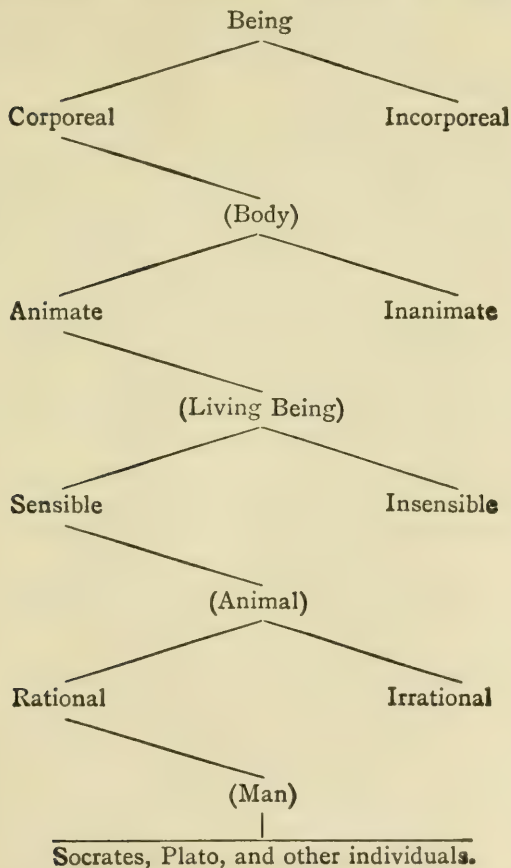 Being
Corporeal Incorporeal
(Body)
Animate Inanimate
(Living Being)
Sensible Insensible
(Animal)
Rational Irrational
(Man)
Socrates, Plato, and other individuals.